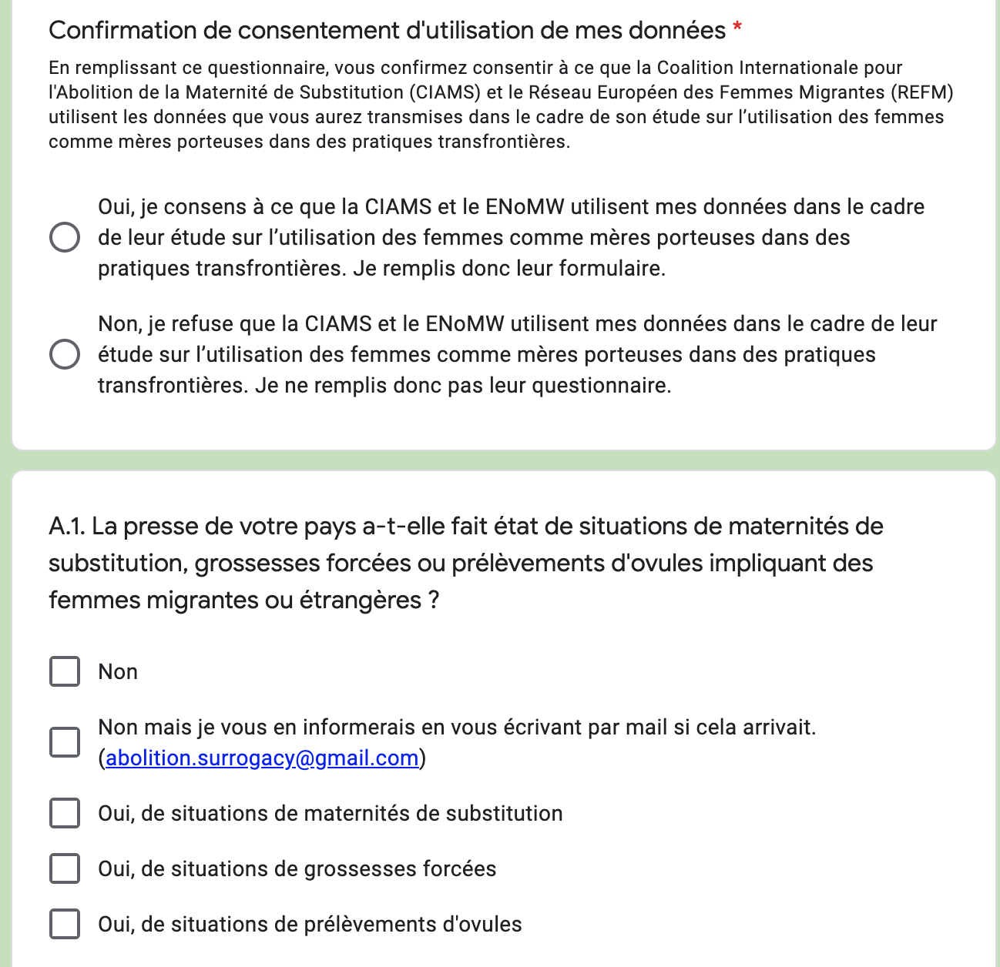 Confirmation de consentement d'utilisation de mes données *
En remplissant ce questionnaire, vous confirmez consentir à ce que la Coalition Internationale pour
l'Abolition de la Maternité de Substitution (CIAMS) et le Réseau Européen des Femmes Migrantes (REFM)
utilisent les données que vous aurez transmises dans le cadre de son étude sur l’utilisation des femmes
comme mères porteuses dans des pratiques transfrontières.
Oui, je consens à ce que la CIAMS et le ENoMW utilisent mes données dans le cadre
de leur étude sur l’utilisation des femmes comme mères porteuses dans des
pratiques transfrontières. Je remplis donc leur formulaire.
Non, je refuse que la CIAMS et le ENoMW utilisent mes données dans le cadre de leur
étude sur l’utilisation des femmes comme mères porteuses dans des pratiques
transfrontières. Je ne remplis donc pas leur questionnaire.
A.1. La presse de votre pays a-t-elle fait état de situations de maternités de
substitution, grossesses forcées ou prélèvements d'ovules impliquant des
femmes migrantes ou étrangères ?
Non
Non mais je vous en informerais en vous écrivant par mail si cela arrivait.
(abolition.surrogacy@gmail.com)
Oui, de situations de maternités de substitution
Oui, de situations de grossesses forcées
Oui, de situations de prélèvements d'ovules